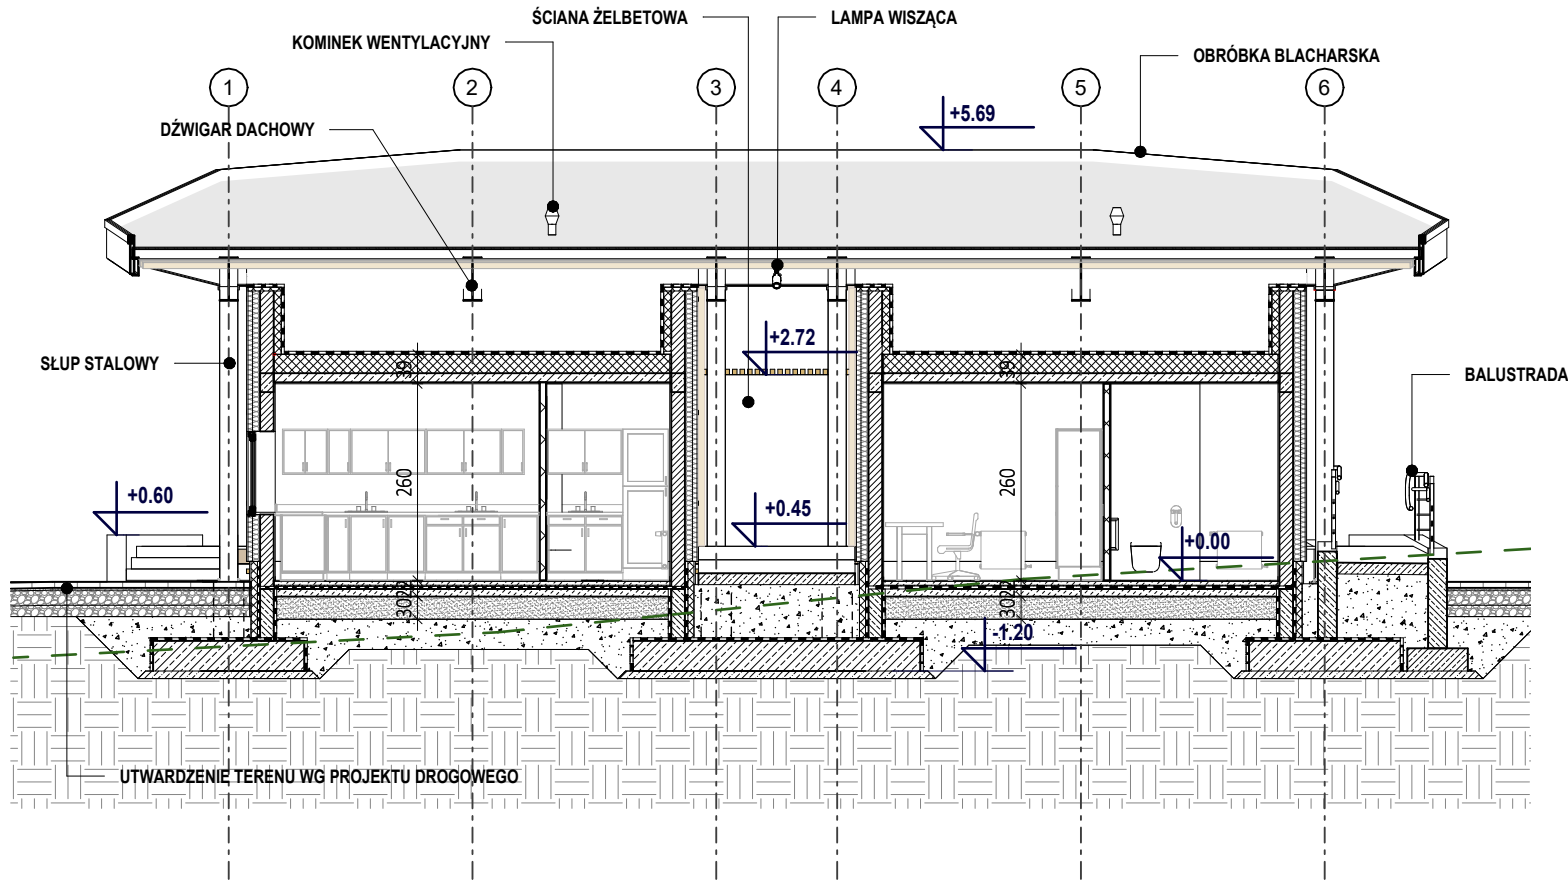 ŚCIANA ŻELBETOWA
LAMPA WISZĄCA
KOMINEK WENTYLACYJNY
OBRÓBKA BLACHARSKA
1
2
3
4
5
6
+5.69
DŹWIGAR DACHOWY
+2.72
SŁUP STALOWY
39
39
BALUSTRADA
260
260
+0.60
+0.45
+0.00
-1.20
UTWARDZENIE TERENU WG PROJEKTU DROGOWEGO